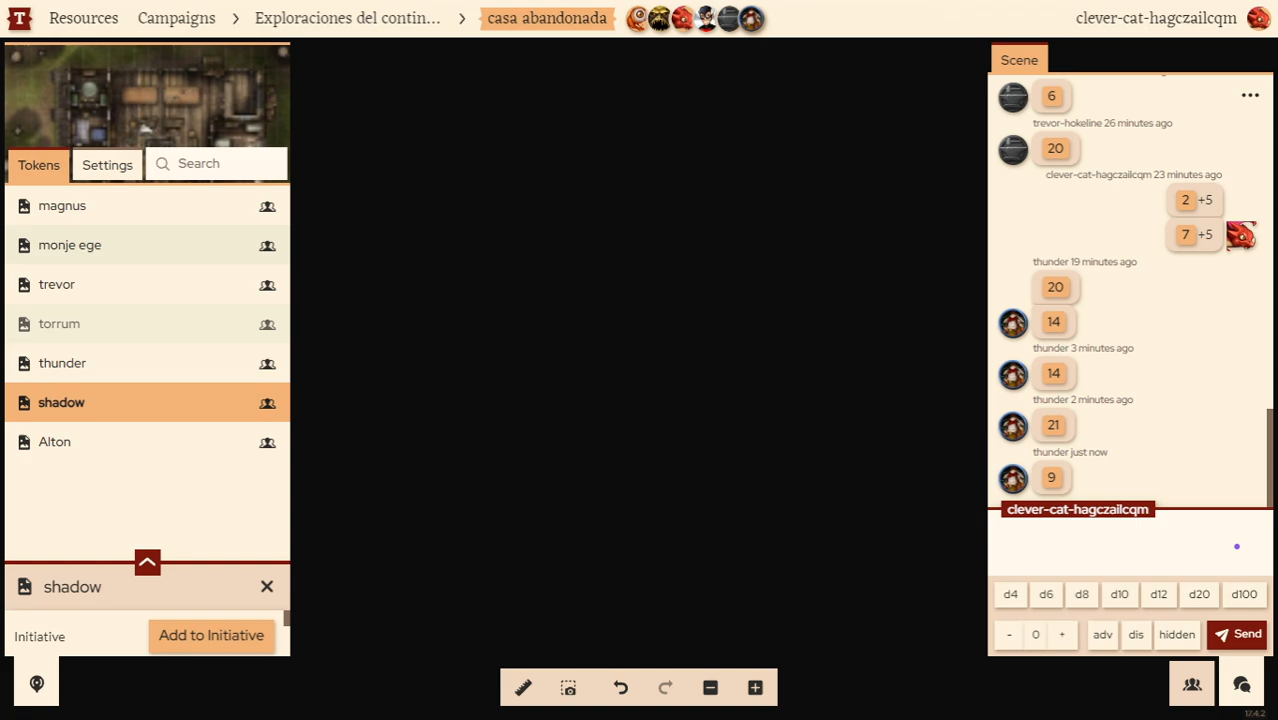 T Resources Campaigns Exploraciones del contin... casa abandonada clever-cat-hagczailcqm
Tokens Settings Search
magnus
monje ege
trevor
torrum
thunder
shadow
Alton
shadow
Initiative Add to Initiative
Scene
6
trevor-hokeline 26 minutes ago
20
clever-cat-hagczailcqm 23 minutes ago
2 +5
7 +5
thunder 19 minutes ago
20
14
thunder 3 minutes ago
14
thunder 2 minutes ago
21
thunder just now
9
clever-cat-hagczailcqm
d4 d6 d8 d10 d12 d20 d100
- 0 + adv dis hidden Send
17.4.2